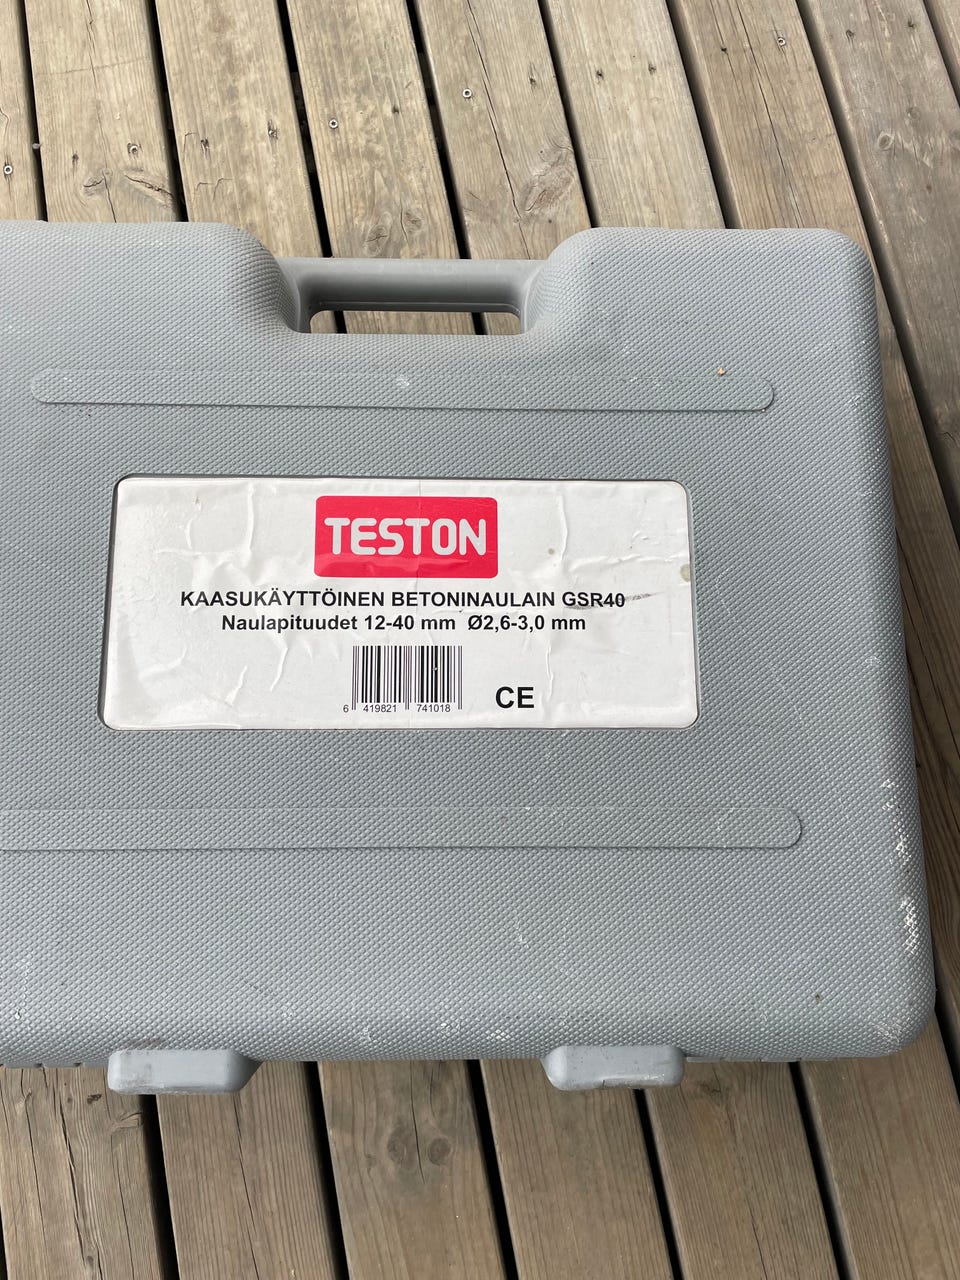 TESTON
KAASUKÄYTTÖINEN BETONINAULAIN GSR40
Naulapituudet 12-40 mm Ø2,6-3,0 mm
6 419821 741018
CE